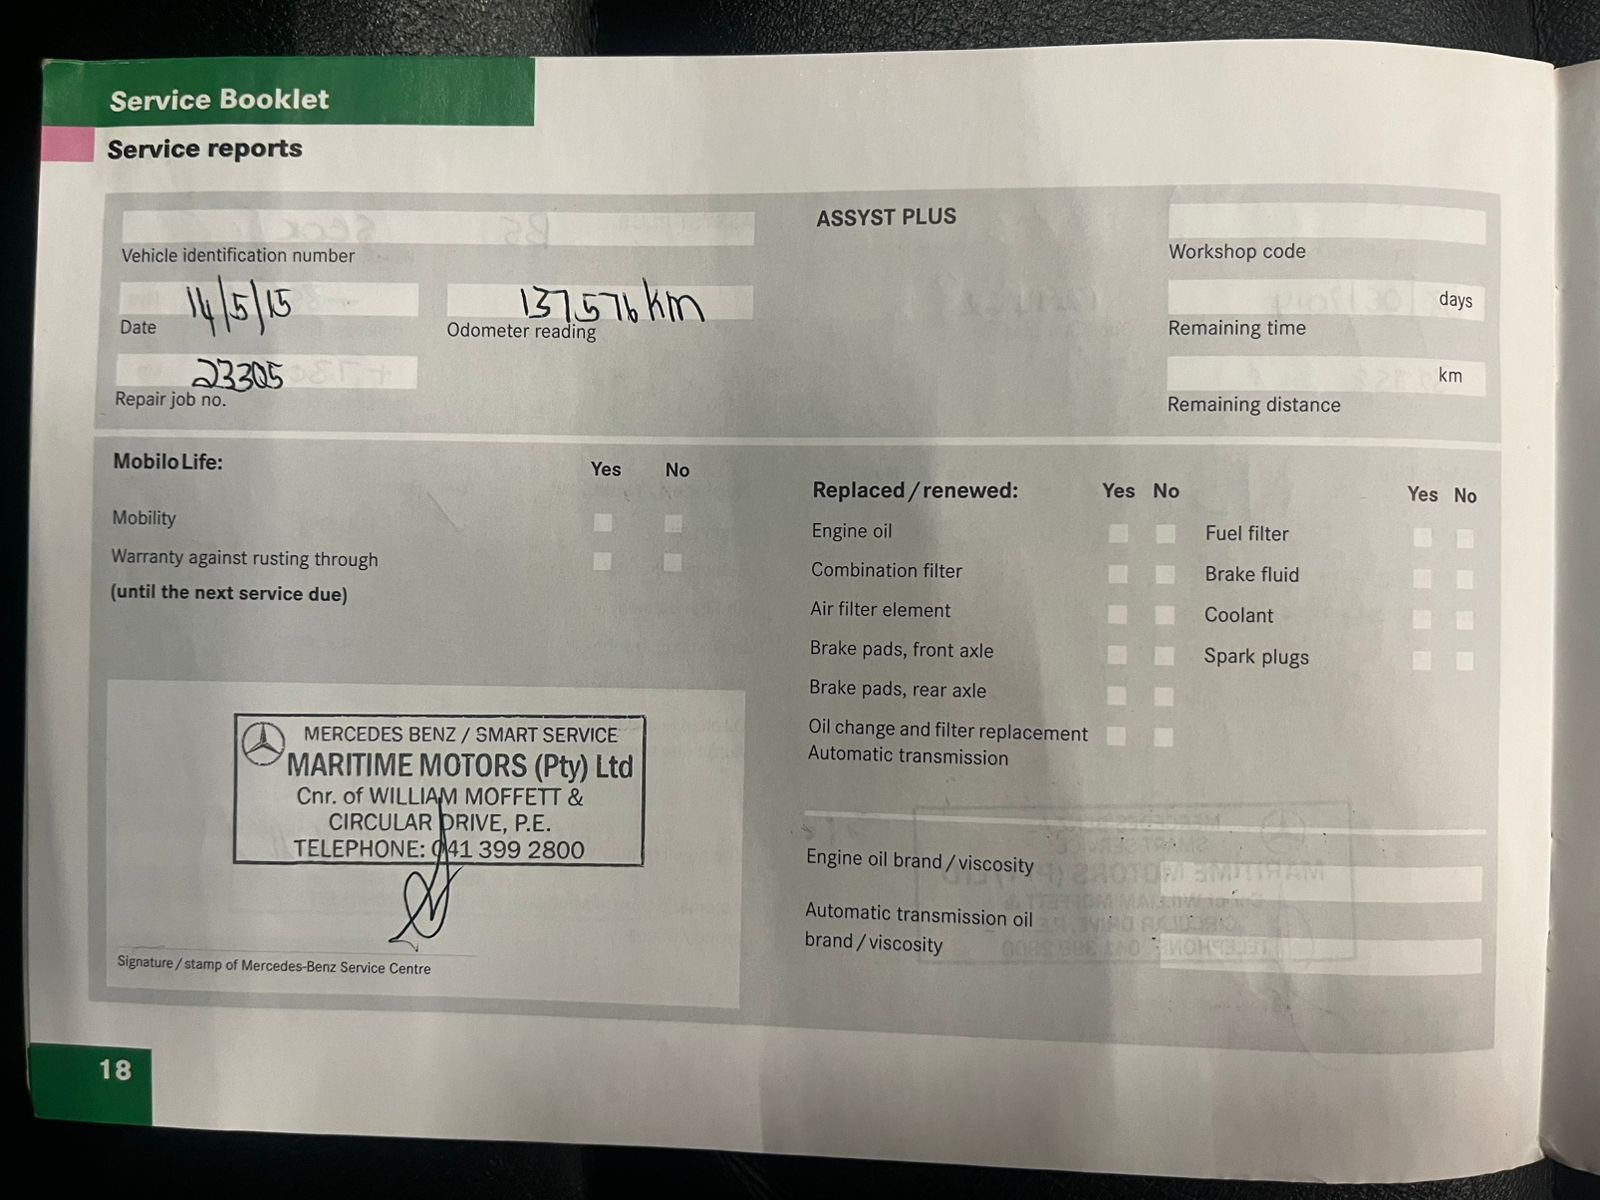 Service Booklet
Service reports
Vehicle identification number
14/5/15
Date
137576 km
Odometer reading
23305
Repair job no.
ASSYST PLUS
Workshop code
days
Remaining time
km
Remaining distance
MobiloLife:
Yes No
Mobility
Warranty against rusting through
(until the next service due)
MERCEDES BENZ / SMART SERVICE
MARITIME MOTORS (Pty) Ltd
Cnr. of WILLIAM MOFFETT &
CIRCULAR DRIVE, P.E.
TELEPHONE: 041 399 2800
Signature / stamp of Mercedes-Benz Service Centre
Replaced / renewed: Yes No
Engine oil
Combination filter
Air filter element
Brake pads, front axle
Brake pads, rear axle
Oil change and filter replacement
Automatic transmission
Yes No
Fuel filter
Brake fluid
Coolant
Spark plugs
Engine oil brand / viscosity
Automatic transmission oil
brand / viscosity
18